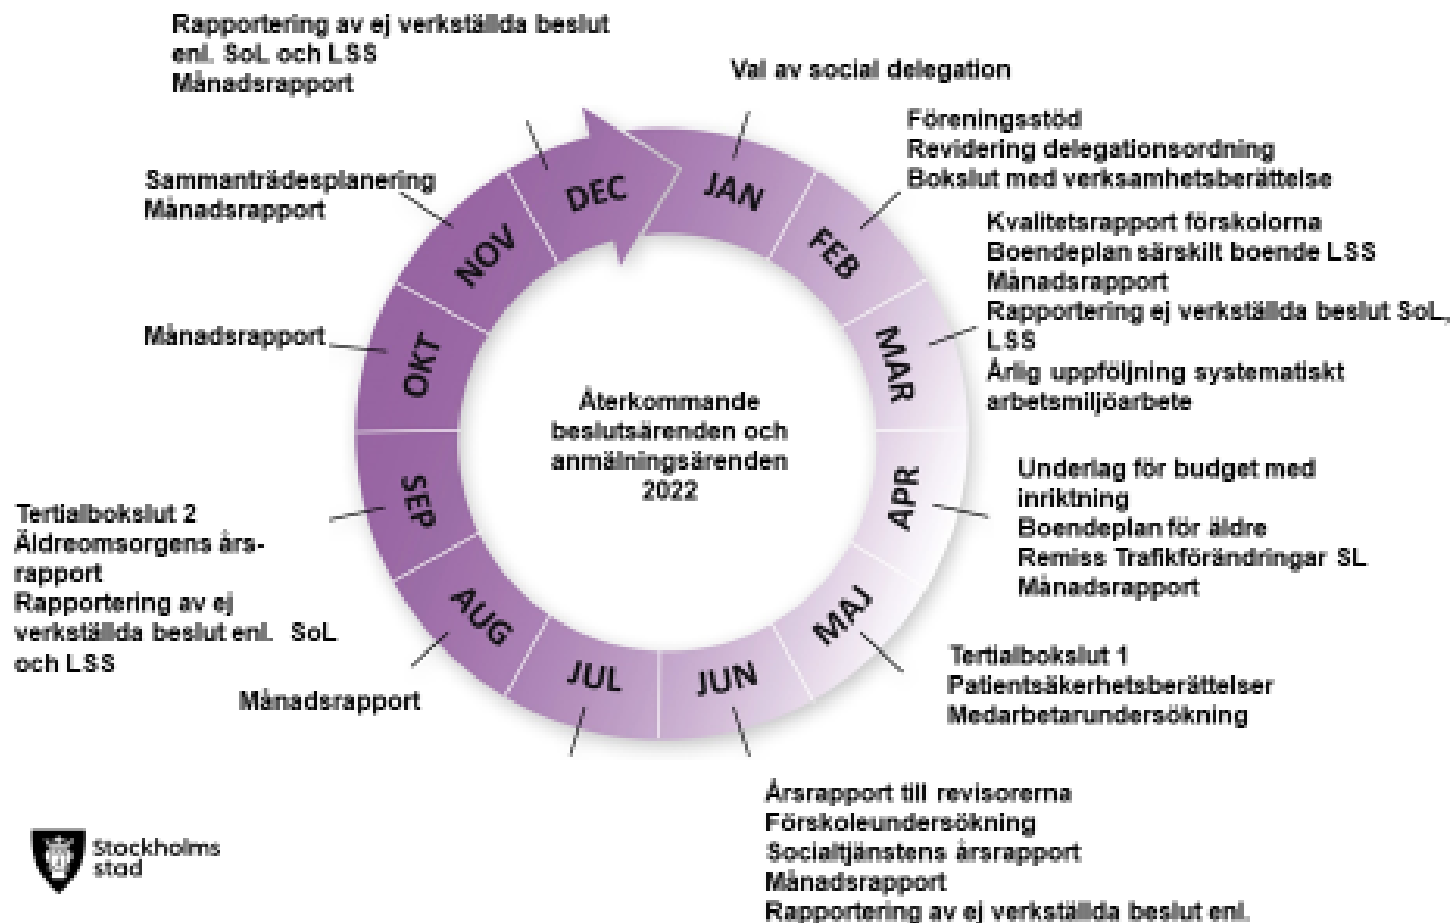 Rapportering av ej verkställda beslut
enl. SoL och LSS
Månadsrapport
Val av social delegation
Föreningsstöd
Revidering delegationsordning
Bokslut med verksamhetsberättelse
Kvalitetsrapport förskolorna
Boendeplan särskilt boende LSS
Månadsrapport
Rapportering ej verkställda beslut SoL,
LSS
Årlig uppföljning systematiskt
arbetsmiljöarbete
Underlag för budget med
inriktning
Boendeplan för äldre
Remiss Trafikförändringar SL
Månadsrapport
Tertialbokslut 1
Patientsäkerhetsberättelser
Medarbetarundersökning
Årsrapport till revisorerna
Förskoleundersökning
Socialtjänstens årsrapport
Månadsrapport
Rapportering av ej verkställda beslut enl.
Månadsrapport
Tertialbokslut 2
Äldreomsorgens års-
rapport
Rapportering av ej
verkställda beslut enl. SoL
och LSS
Månadsrapport
Sammanträdesplanering
Månadsrapport
JAN
FEB
MAR
APR
MAJ
JUN
JUL
AUG
SEP
OKT
NOV
DEC
Återkommande
beslutsärenden och
anmälningsärenden
2022
Stockholms
stad